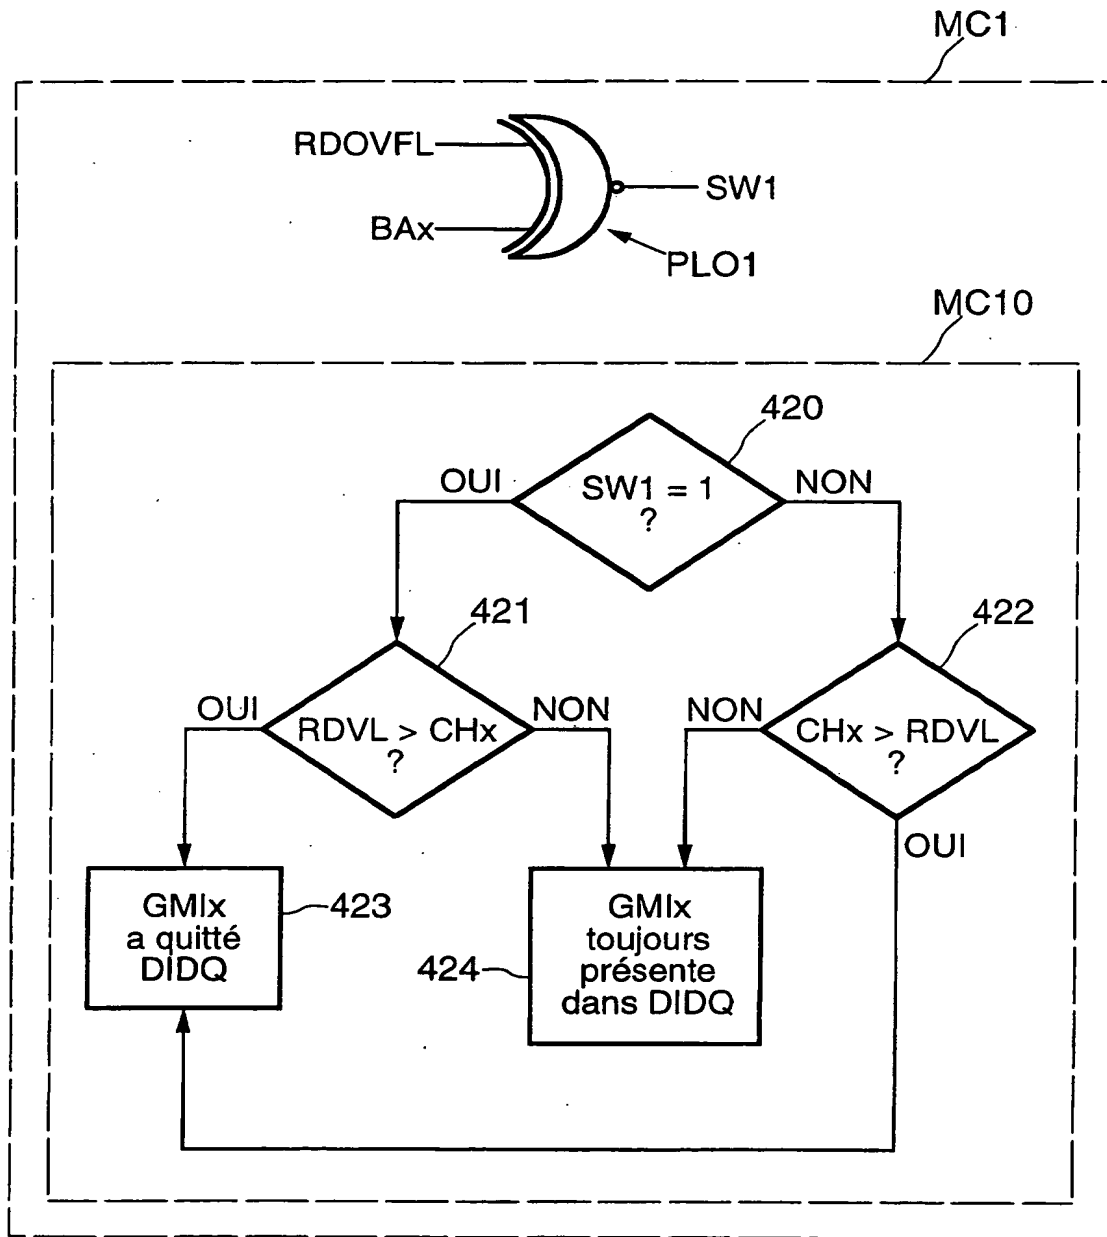 MC1
RDOVFL
SW1
BAx
PLO1
MC10
420
OUI
SW1 = 1
?
NON
421
422
OUI
RDVL > CHx
?
NON
NON
CHx > RDVL
?
OUI
GMIx
a quitté
DIDQ
423
GMIx
toujours
présente
dans DIDQ
424